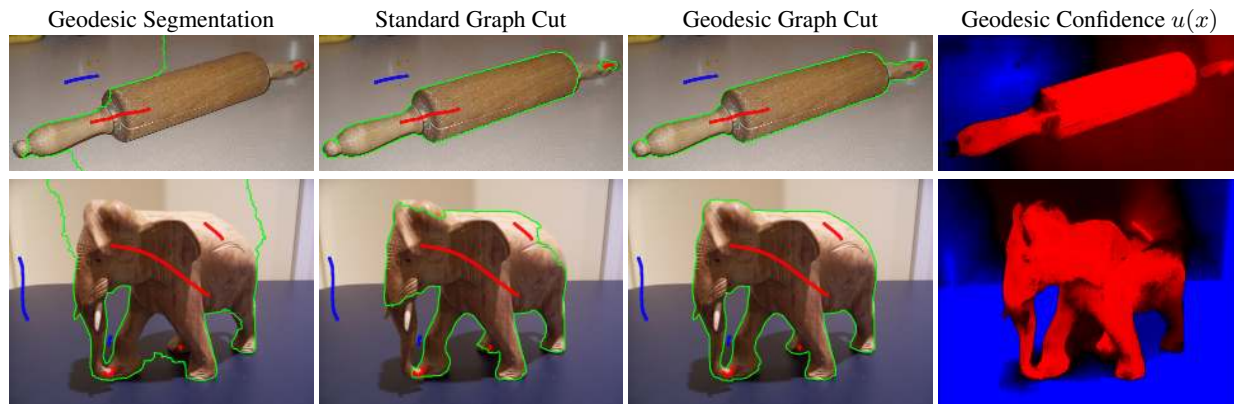 Geodesic Segmentation
Standard Graph Cut
Geodesic Graph Cut
Geodesic Confidence u(x)